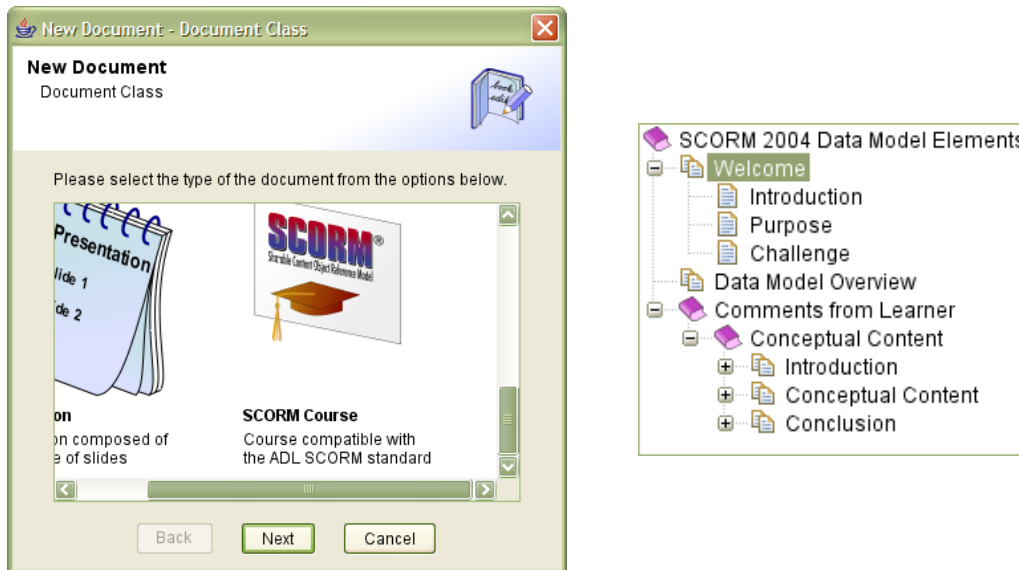 New Document - Document Class
New Document
Document Class
book
edit
Please select the type of the document from the options below.
Presentation
lide 1
de 2
SCORM®
Sharable Content Object Reference Model
on
on composed of
e of slides
SCORM Course
Course compatible with
the ADL SCORM standard
Back
Next
Cancel
SCORM 2004 Data Model Elements
Welcome
Introduction
Purpose
Challenge
Data Model Overview
Comments from Learner
Conceptual Content
Introduction
Conceptual Content
Conclusion